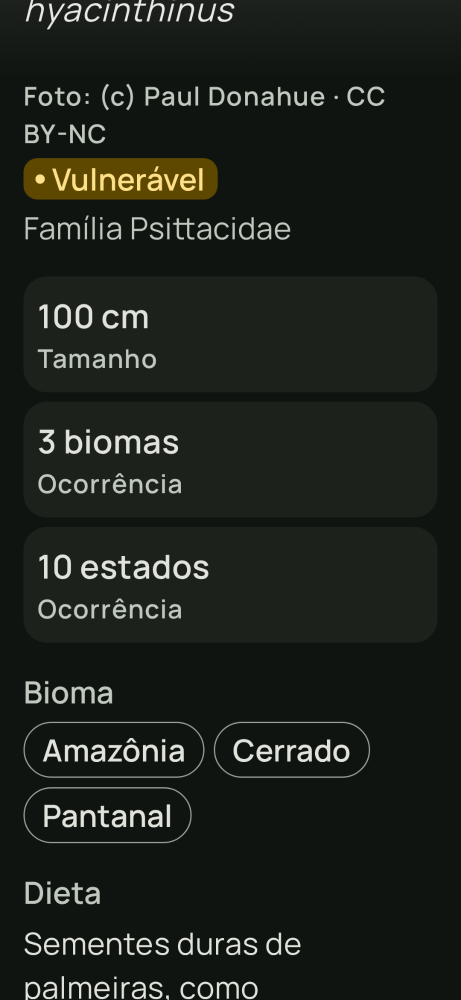 hyacinthinus
Foto: (c) Paul Donahue · CC
BY-NC
• Vulnerável
Família Psittacidae
100 cm
Tamanho
3 biomas
Ocorrência
10 estados
Ocorrência
Bioma
Amazônia Cerrado
Pantanal
Dieta
Sementes duras de
palmeiras, como